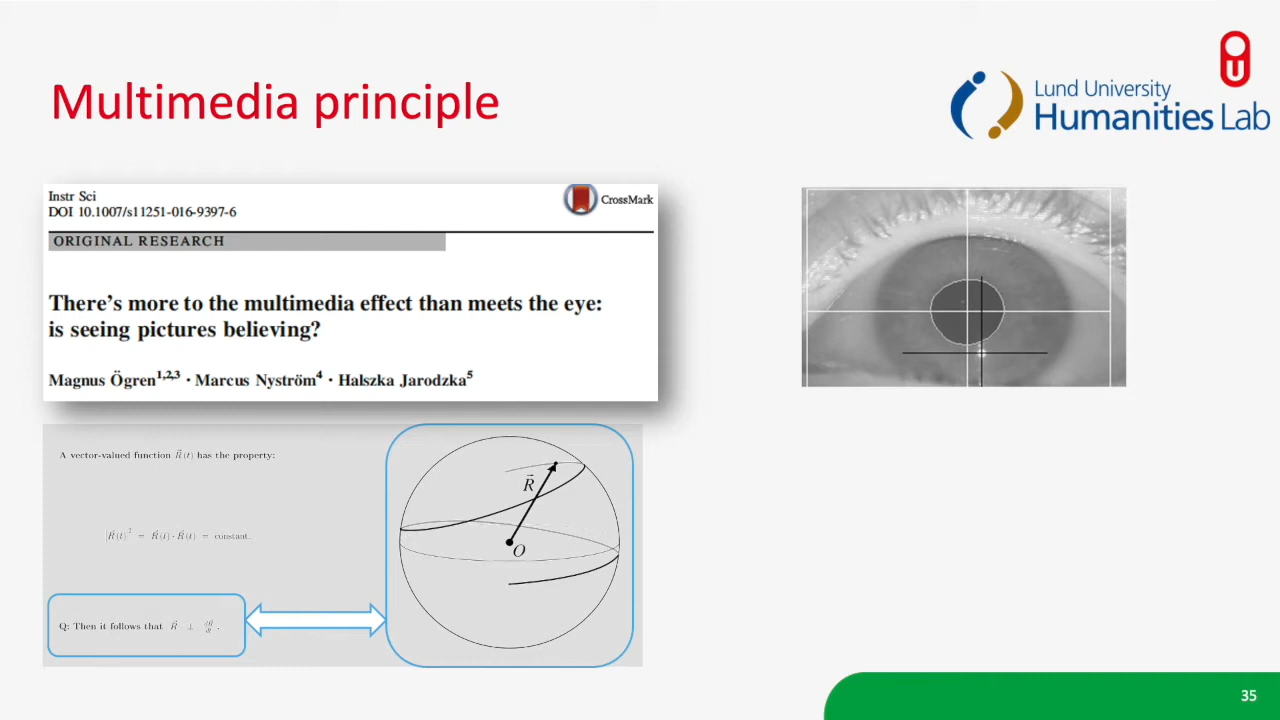 Multimedia principle
Lund University
Humanities Lab
Instr Sci
DOI 10.1007/s11251-016-9397-6
CrossMark
ORIGINAL RESEARCH
There's more to the multimedia effect than meets the eye:
is seeing pictures believing?
Magnus Ögren1,2,3 · Marcus Nyström4 · Halszka Jarodzka5
A vector-valued function R⃗(t) has the property:
|R⃗(t)|² = R⃗(t) · R⃗(t) = constant.
Q: Then it follows that R⃗ ⊥ dR⃗/dt .
R⃗
O
35